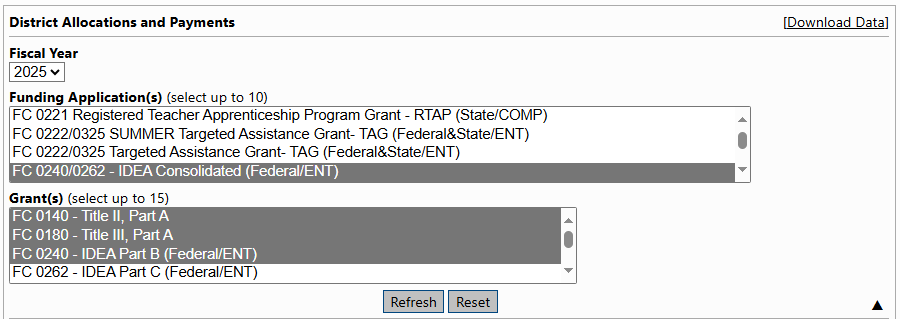 District Allocations and Payments [Download Data]
Fiscal Year
2025
Funding Application(s) (select up to 10)
FC 0221 Registered Teacher Apprenticeship Program Grant - RTAP (State/COMP)
FC 0222/0325 SUMMER Targeted Assistance Grant- TAG (Federal&State/ENT)
FC 0222/0325 Targeted Assistance Grant- TAG (Federal&State/ENT)
FC 0240/0262 - IDEA Consolidated (Federal/ENT)
Grant(s) (select up to 15)
FC 0140 - Title II, Part A
FC 0180 - Title III, Part A
FC 0240 - IDEA Part B (Federal/ENT)
FC 0262 - IDEA Part C (Federal/ENT)
Refresh Reset